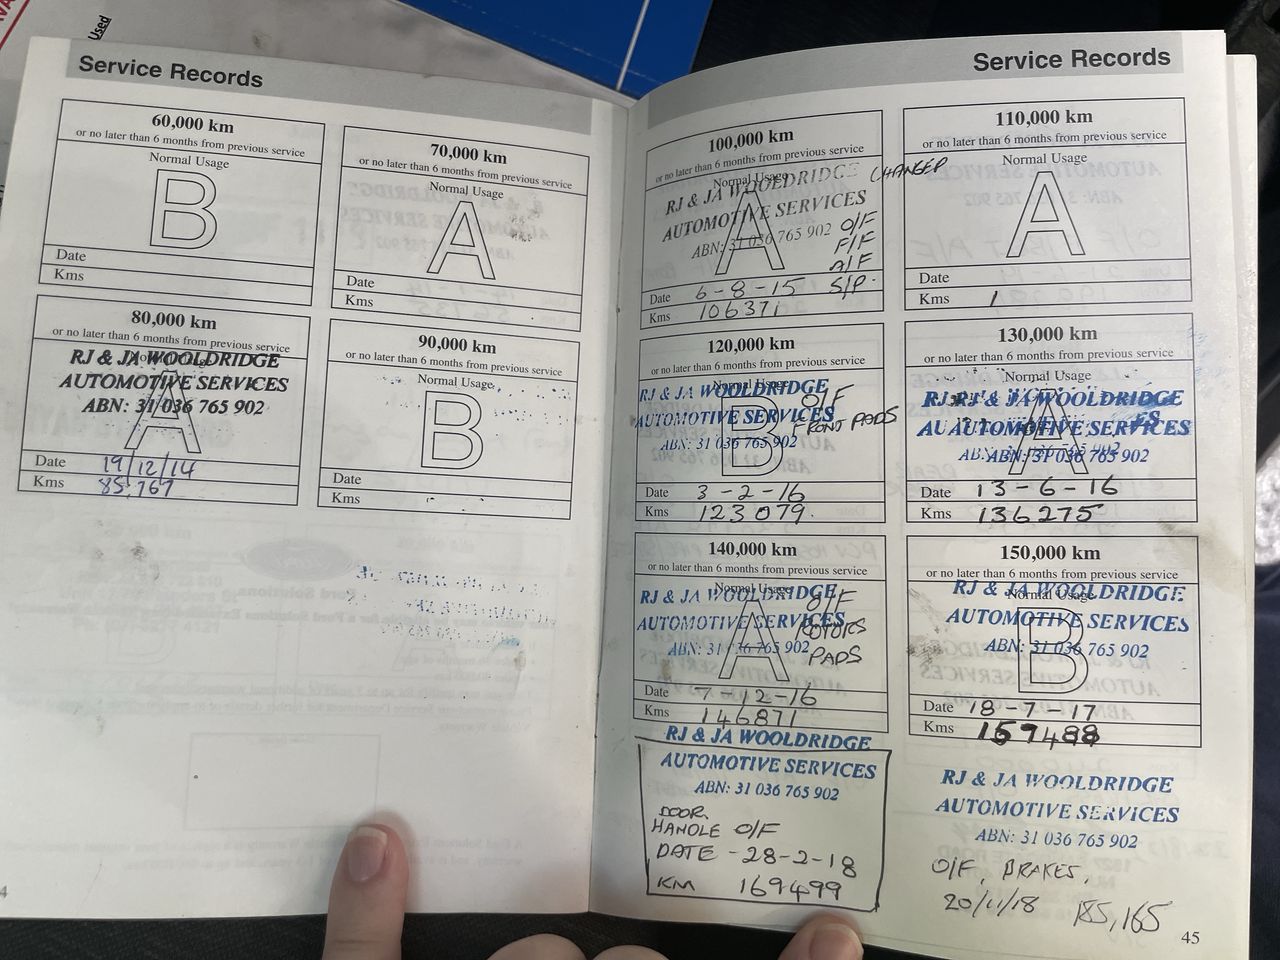 Used
Service Records
60,000 km
or no later than 6 months from previous service
Normal Usage
B
Date
Kms
70,000 km
or no later than 6 months from previous service
Normal Usage
A
Date
Kms
80,000 km
or no later than 6 months from previous service
RJ & JA WOOLDRIDGE
AUTOMOTIVE SERVICES
ABN: 31 036 765 902
A
Date 19/12/14
Kms 85,767
90,000 km
or no later than 6 months from previous service
Normal Usage
B
Date
Kms
Service Records
100,000 km
or no later than 6 months from previous service
Normal Usage
RJ & JA WOOLDRIDGE CHANGED
AUTOMOTIVE SERVICES
ABN: 31 036 765 902 O/F
F/F
A/F
A
Date 6-8-15 S/P.
Kms 106371
110,000 km
or no later than 6 months from previous service
Normal Usage
A
Date
Kms
120,000 km
or no later than 6 months from previous service
Normal Usage
RJ & JA WOOLDRIDGE O/F
AUTOMOTIVE SERVICES FRONT PADS
ABN: 31 036 765 902
B
Date 3-2-16
Kms 123079.
130,000 km
or no later than 6 months from previous service
Normal Usage
RJ RJ & JA WOOLDRIDGE
AU AUTOMOTIVE SERVICES
ABN: 31 036 765 902
A
Date 13-6-16
Kms 136275
140,000 km
or no later than 6 months from previous service
Normal Usage
RJ & JA WOOLDRIDGE O/F
AUTOMOTIVE SERVICES ROTORS
ABN: 31 036 765 902 PADS
A
Date 7-12-16
Kms 146871
150,000 km
or no later than 6 months from previous service
Normal Usage
RJ & JA WOOLDRIDGE
AUTOMOTIVE SERVICES
ABN: 31 036 765 902
B
Date 18-7-17
Kms 159488
RJ & JA WOOLDRIDGE
AUTOMOTIVE SERVICES
ABN: 31 036 765 902
DOOR.
HANDLE O/F
DATE - 28-2-18
KM 169499
RJ & JA WOOLDRIDGE
AUTOMOTIVE SERVICES
ABN: 31 036 765 902
O/F, BRAKES,
20/11/18 185,165
45